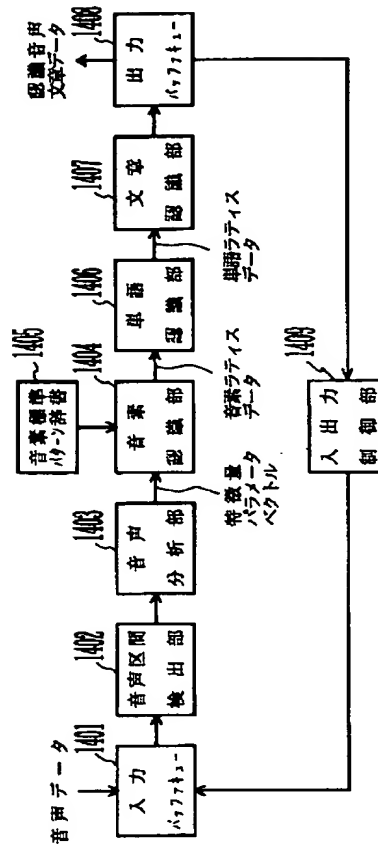 音声データ
1401
入力
バッファキュー
1402
音声区間
検出部
1403
音声
分析部
特徴量
パラメータ
ベクトル
1405
音素標準
パターン辞書
1404
音素
認識部
音素ラティス
データ
1406
単語
認識部
単語ラティス
データ
1407
文章
認識部
1408
出力
バッファキュー
認識音声
文章データ
1409
入出力
制御部